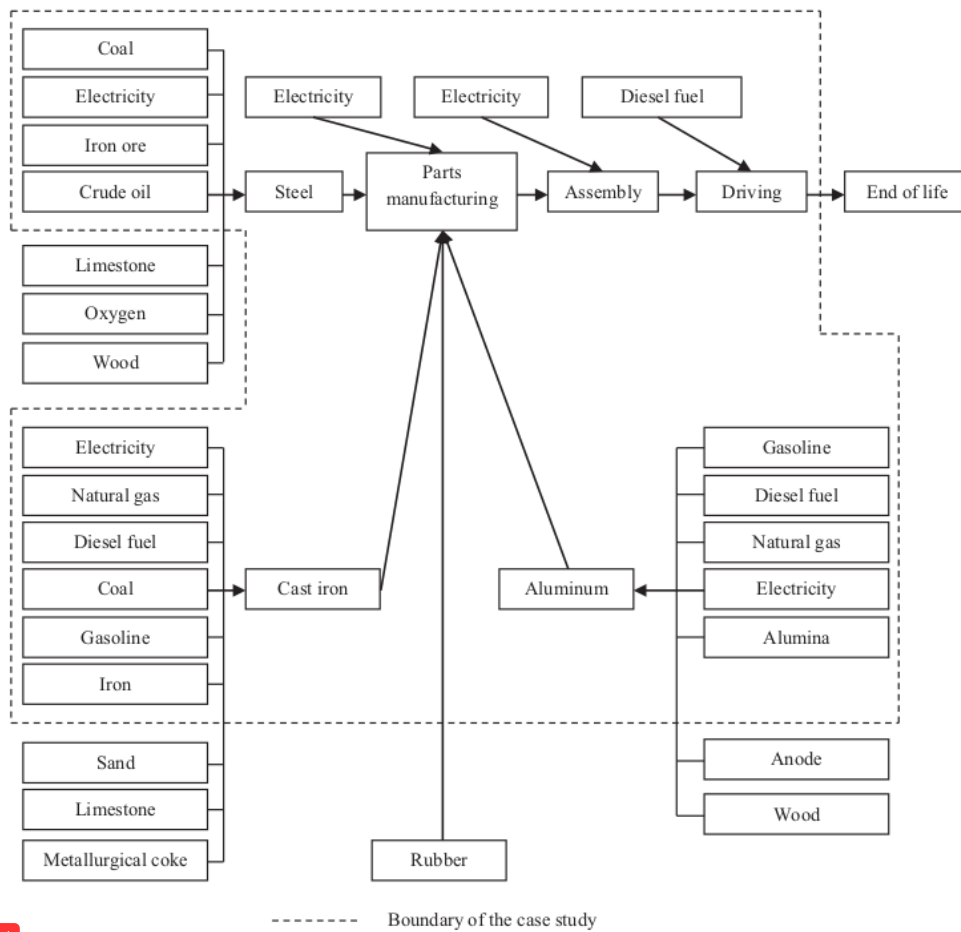 Coal
Electricity
Iron ore
Crude oil
Limestone
Oxygen
Wood
Electricity
Electricity
Diesel fuel
Steel
Parts
manufacturing
Assembly
Driving
End of life
Electricity
Natural gas
Diesel fuel
Coal
Gasoline
Iron
Sand
Limestone
Metallurgical coke
Cast iron
Aluminum
Rubber
Gasoline
Diesel fuel
Natural gas
Electricity
Alumina
Anode
Wood
Boundary of the case study